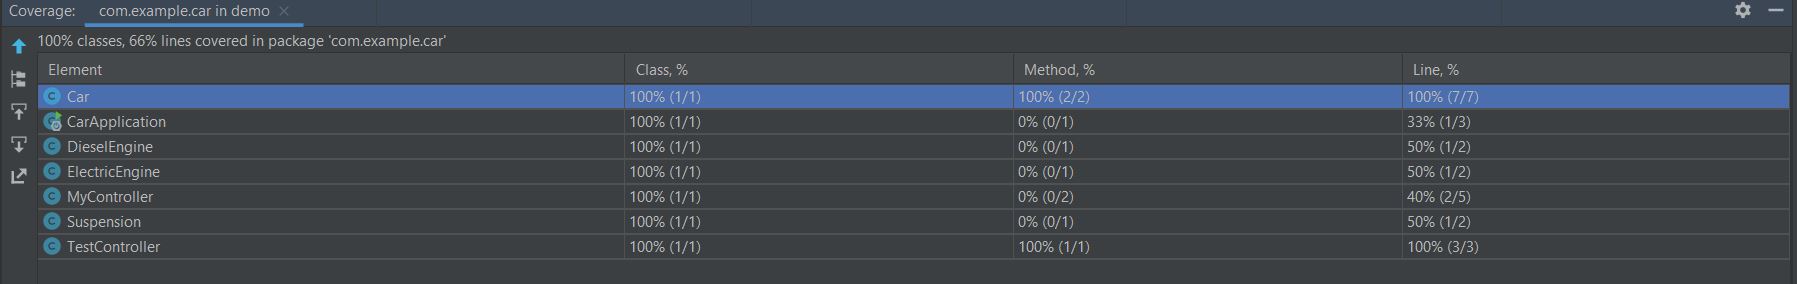 Coverage: com.example.car in demo
100% classes, 66% lines covered in package 'com.example.car'
Element Class, % Method, % Line, %
Car 100% (1/1) 100% (2/2) 100% (7/7)
CarApplication 100% (1/1) 0% (0/1) 33% (1/3)
DieselEngine 100% (1/1) 0% (0/1) 50% (1/2)
ElectricEngine 100% (1/1) 0% (0/1) 50% (1/2)
MyController 100% (1/1) 0% (0/2) 40% (2/5)
Suspension 100% (1/1) 0% (0/1) 50% (1/2)
TestController 100% (1/1) 100% (1/1) 100% (3/3)